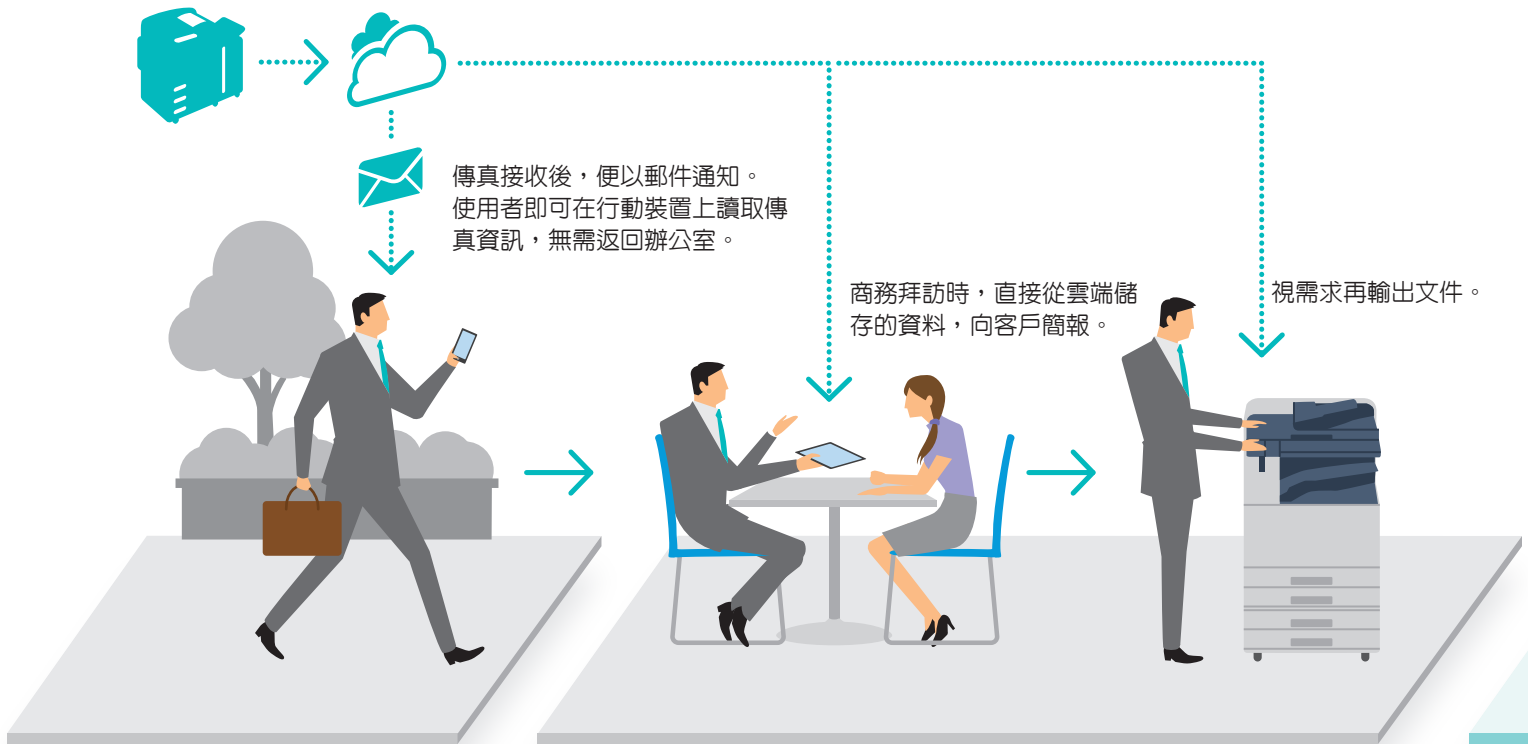 傳真接收後，便以郵件通知。
使用者即可在行動裝置上讀取傳
真資訊，無需返回辦公室。
商務拜訪時，直接從雲端儲
存的資料，向客戶簡報。
視需求再輸出文件。